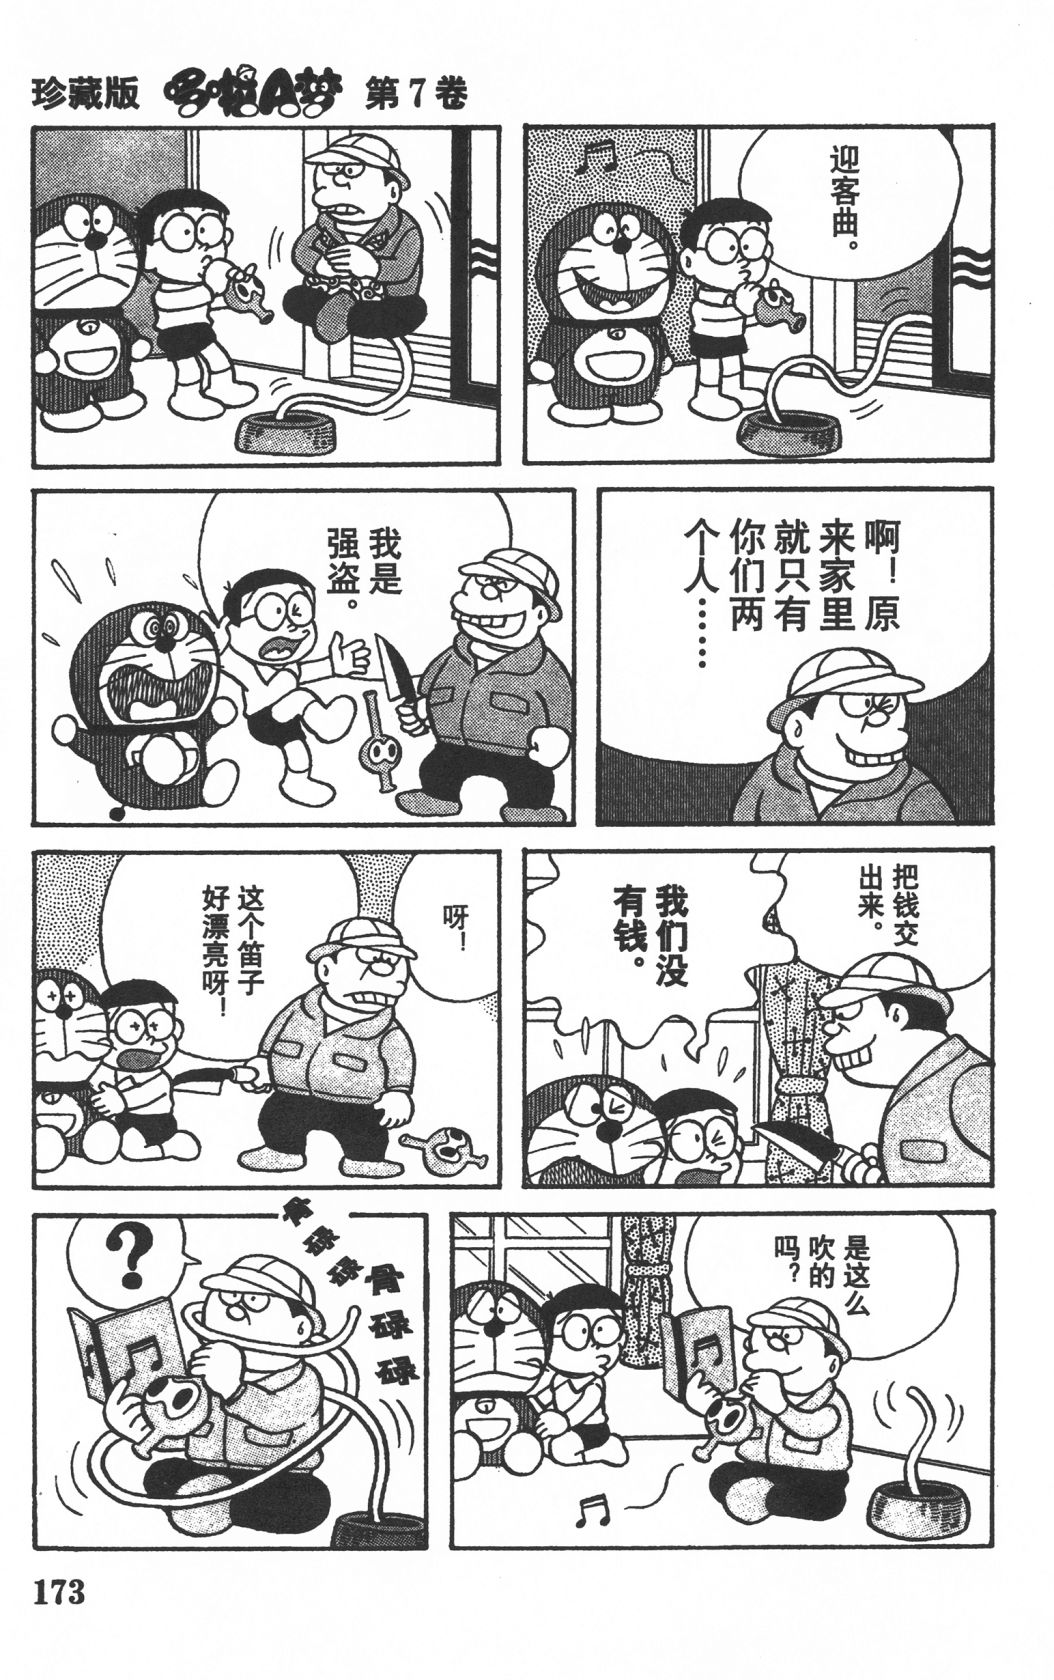 珍藏版 哆啦A梦 第7卷
迎客曲。
啊！原
来家里
就只有
你们两
个人……
我是
强盗。
把钱交
出来。
我们没
有钱。
呀！
这个笛子
好漂亮呀！
是这么
吹的
吗？
?
骨碌碌
骨碌碌
173